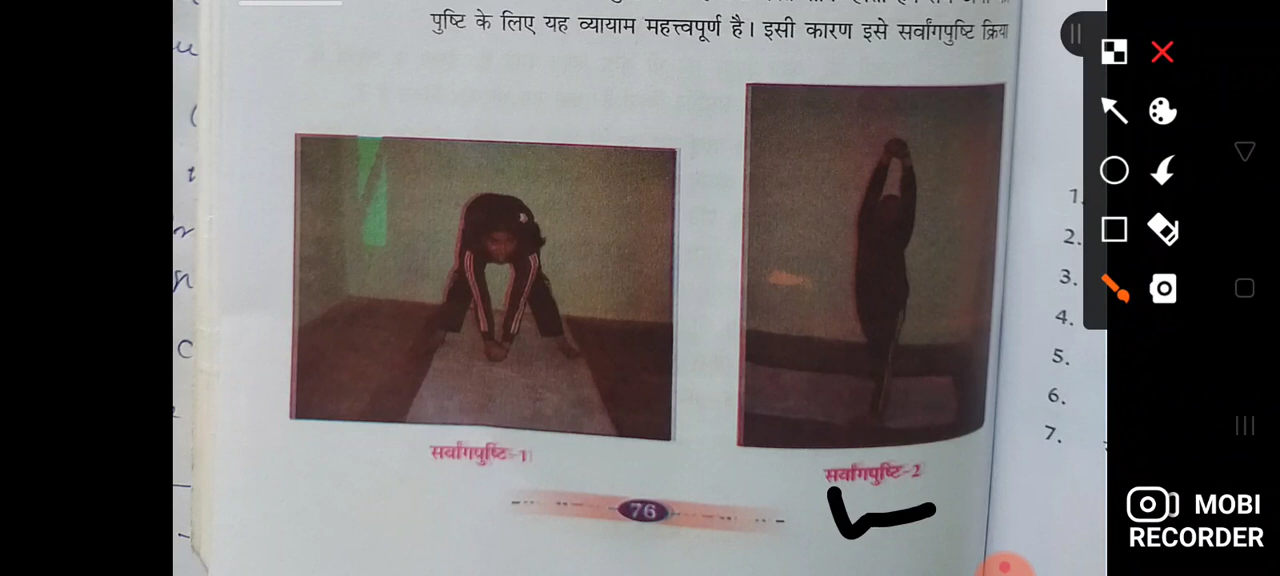 पुष्टि के लिए यह व्यायाम महत्त्वपूर्ण है। इसी कारण इसे सर्वांगपुष्टि क्रिया
1.
2.
3.
4.
5.
6.
7.
सर्वांगपुष्टि-1
सर्वांगपुष्टि-2
76
MOBI
RECORDER